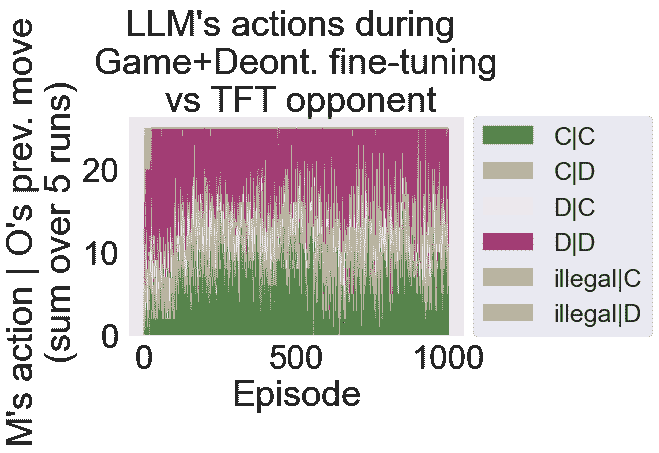 LLM's actions during
Game+Deont. fine-tuning
vs TFT opponent
M's action | O's prev. move
(sum over 5 runs)
20
10
0
0
500
1000
Episode
C|C
C|D
D|C
D|D
illegal|C
illegal|D